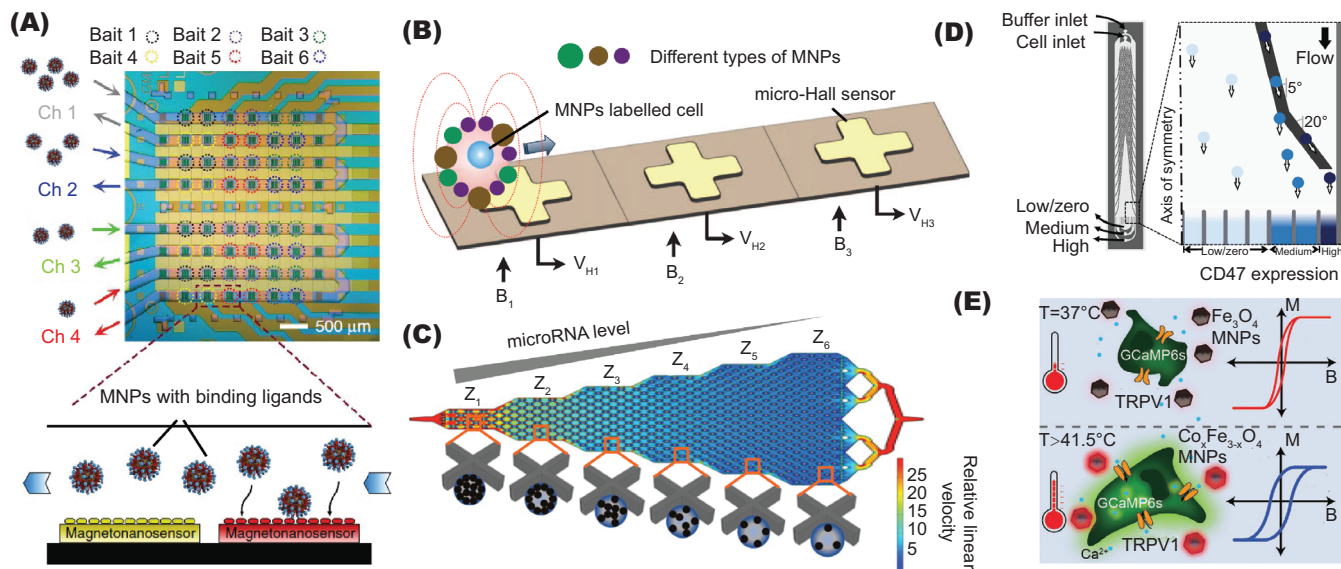 (A)
Bait 1 Bait 2 Bait 3
Bait 4 Bait 5 Bait 6
Ch 1
Ch 2
Ch 3
Ch 4
500 μm
MNPs with binding ligands
Magnetonanosensor
Magnetonanosensor
(B)
Different types of MNPs
MNPs labelled cell
micro-Hall sensor
V_H1
V_H2
V_H3
B_1
B_2
B_3
(C)
microRNA level
Z_1
Z_2
Z_3
Z_4
Z_5
Z_6
25
20
15
10
5
Relative linear
velocity
(D)
Buffer inlet
Cell inlet
Low/zero
Medium
High
Axis of symmetry
Flow
5°
20°
Low/zero Medium High
CD47 expression
(E)
T=37°C
Fe_3O_4
MNPs
GCaMP6s
TRPV1
M
B
T>41.5°C
Co_xFe_3-xO_4
MNPs
GCaMP6s
Ca^2+
TRPV1
M
B